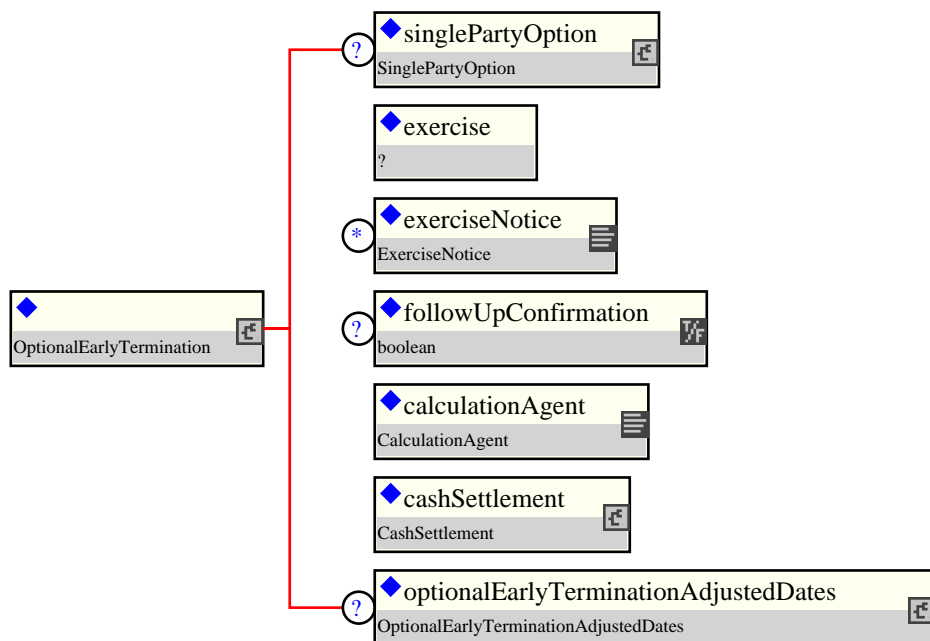 ?
singlePartyOption
SinglePartyOption
exercise
?
*
exerciseNotice
ExerciseNotice
OptionalEarlyTermination
?
followUpConfirmation
T/F
boolean
calculationAgent
CalculationAgent
cashSettlement
CashSettlement
?
optionalEarlyTerminationAdjustedDates
OptionalEarlyTerminationAdjustedDates